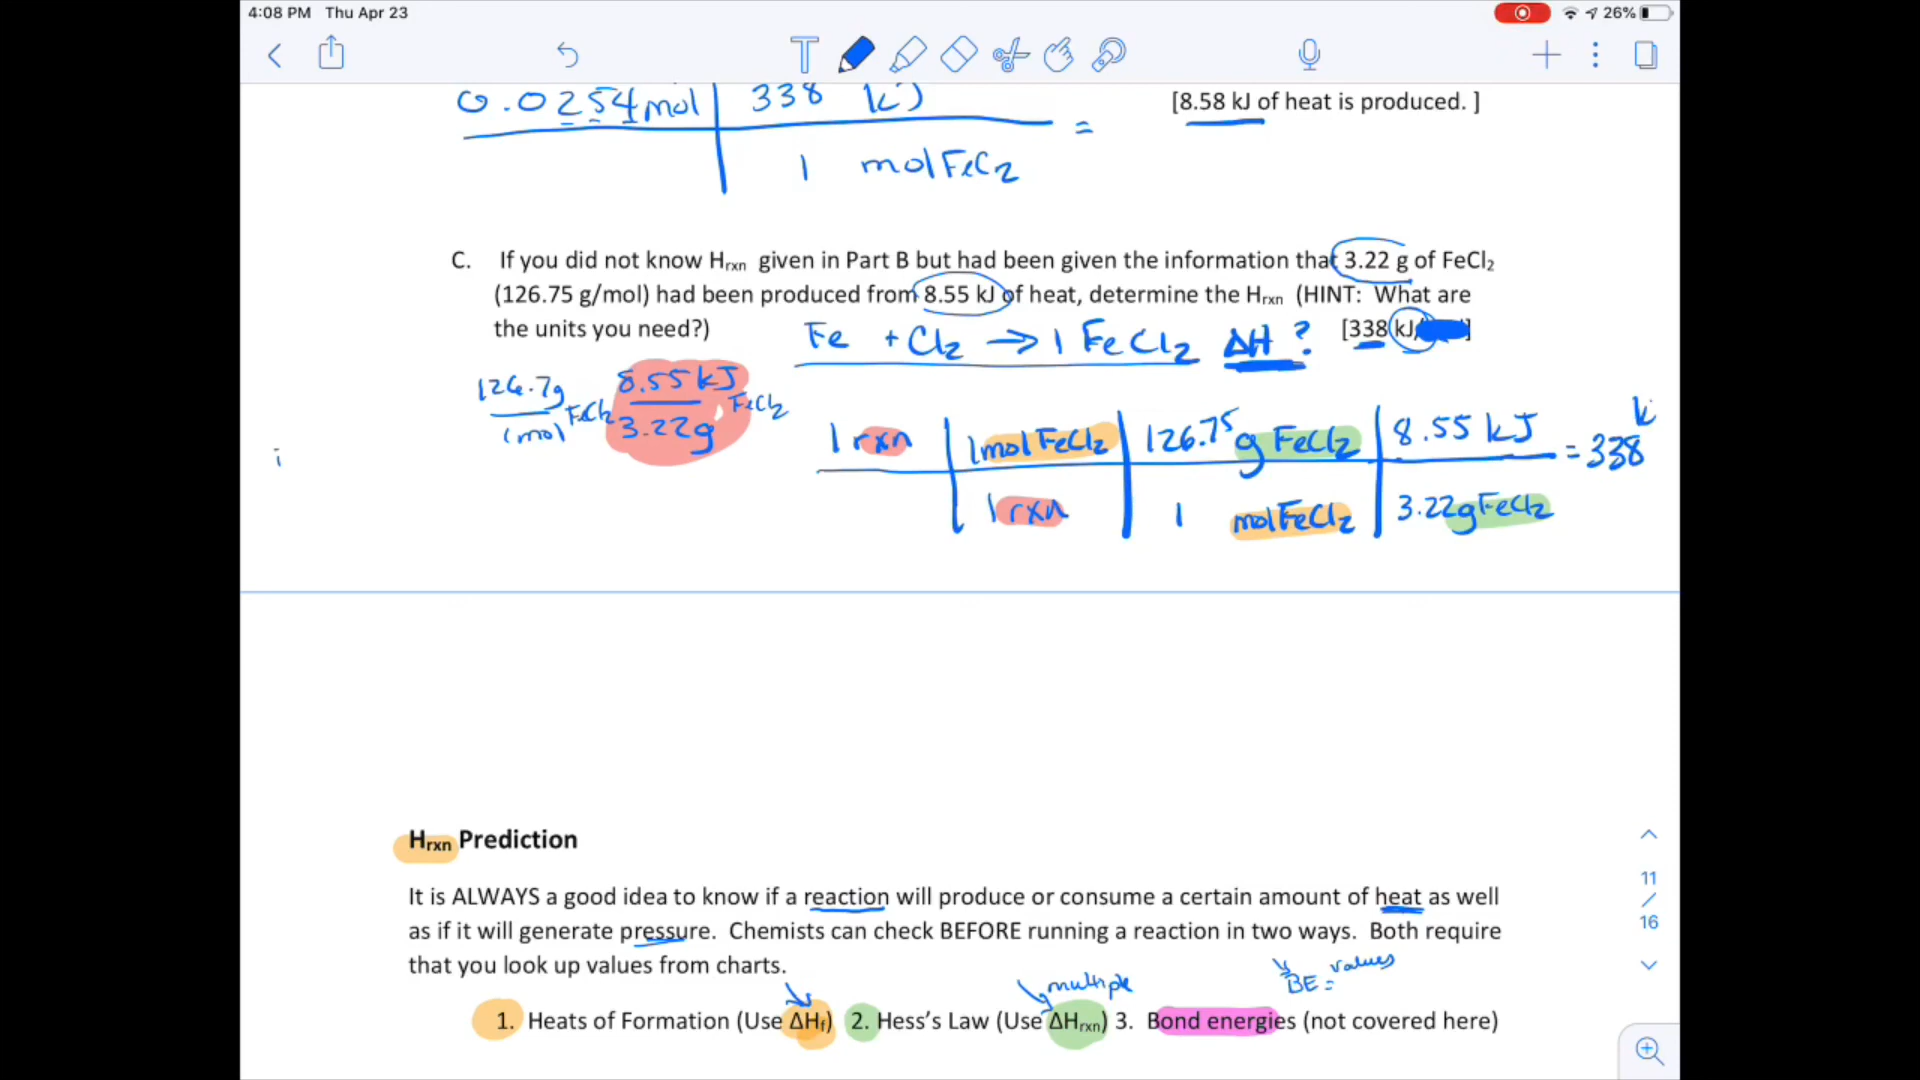 4:08 PM Thu Apr 23
26%
T
0.0254 mol | 338 kJ =
[8.58 kJ of heat is produced. ]
1 mol FeCl2
C. If you did not know Hrxn given in Part B but had been given the information that 3.22 g of FeCl2
(126.75 g/mol) had been produced from 8.55 kJ of heat, determine the Hrxn (HINT: What are
the units you need?)
[338 kJ/
Fe + Cl2 → 1 FeCl2 ΔH ?
126.7g FeCl2 8.55 kJ
1 mol 3.22g FeCl2
1 rxn | 1 mol FeCl2 | 126.75 g FeCl2 | 8.55 kJ = 338 k
1 rxn | 1 mol FeCl2 | 3.22g FeCl2
Hrxn Prediction
It is ALWAYS a good idea to know if a reaction will produce or consume a certain amount of heat as well
as if it will generate pressure. Chemists can check BEFORE running a reaction in two ways. Both require
that you look up values from charts.
multiple
BE = values
1. Heats of Formation (Use ΔHf) 2. Hess's Law (Use ΔHrxn) 3. Bond energies (not covered here)
11
/
16